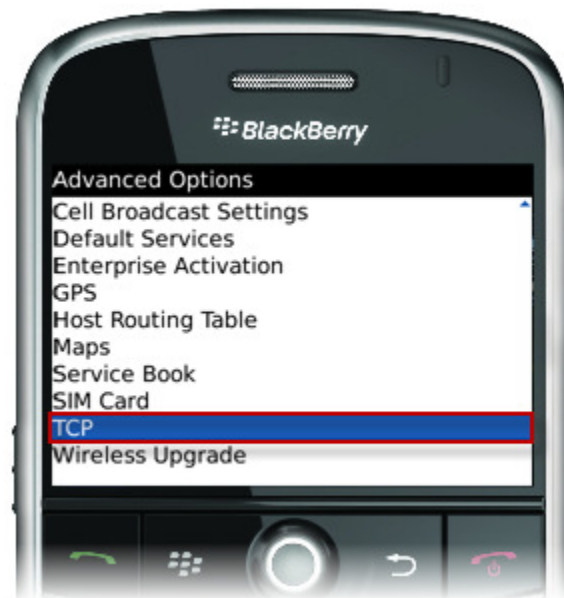 BlackBerry
Advanced Options
Cell Broadcast Settings
Default Services
Enterprise Activation
GPS
Host Routing Table
Maps
Service Book
SIM Card
TCP
Wireless Upgrade